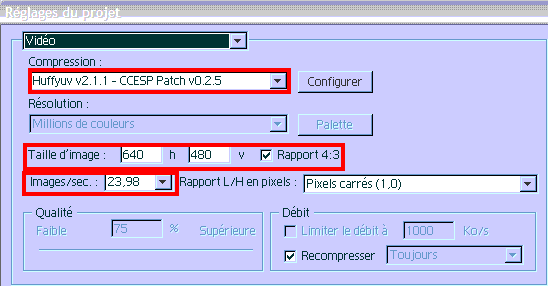 Réglages du projet
Vidéo
Compression :
Huffyuv v2.1.1 - CCESP Patch v0.2.5 Configurer
Résolution :
Millions de couleurs Palette
Taille d'image : 640 h 480 v Rapport 4:3
Images/sec. : 23,98 Rapport L/H en pixels : Pixels carrés (1,0)
Qualité Débit
Faible 75 % Supérieure Limiter le débit à 1000 Ko/s
Recompresser Toujours